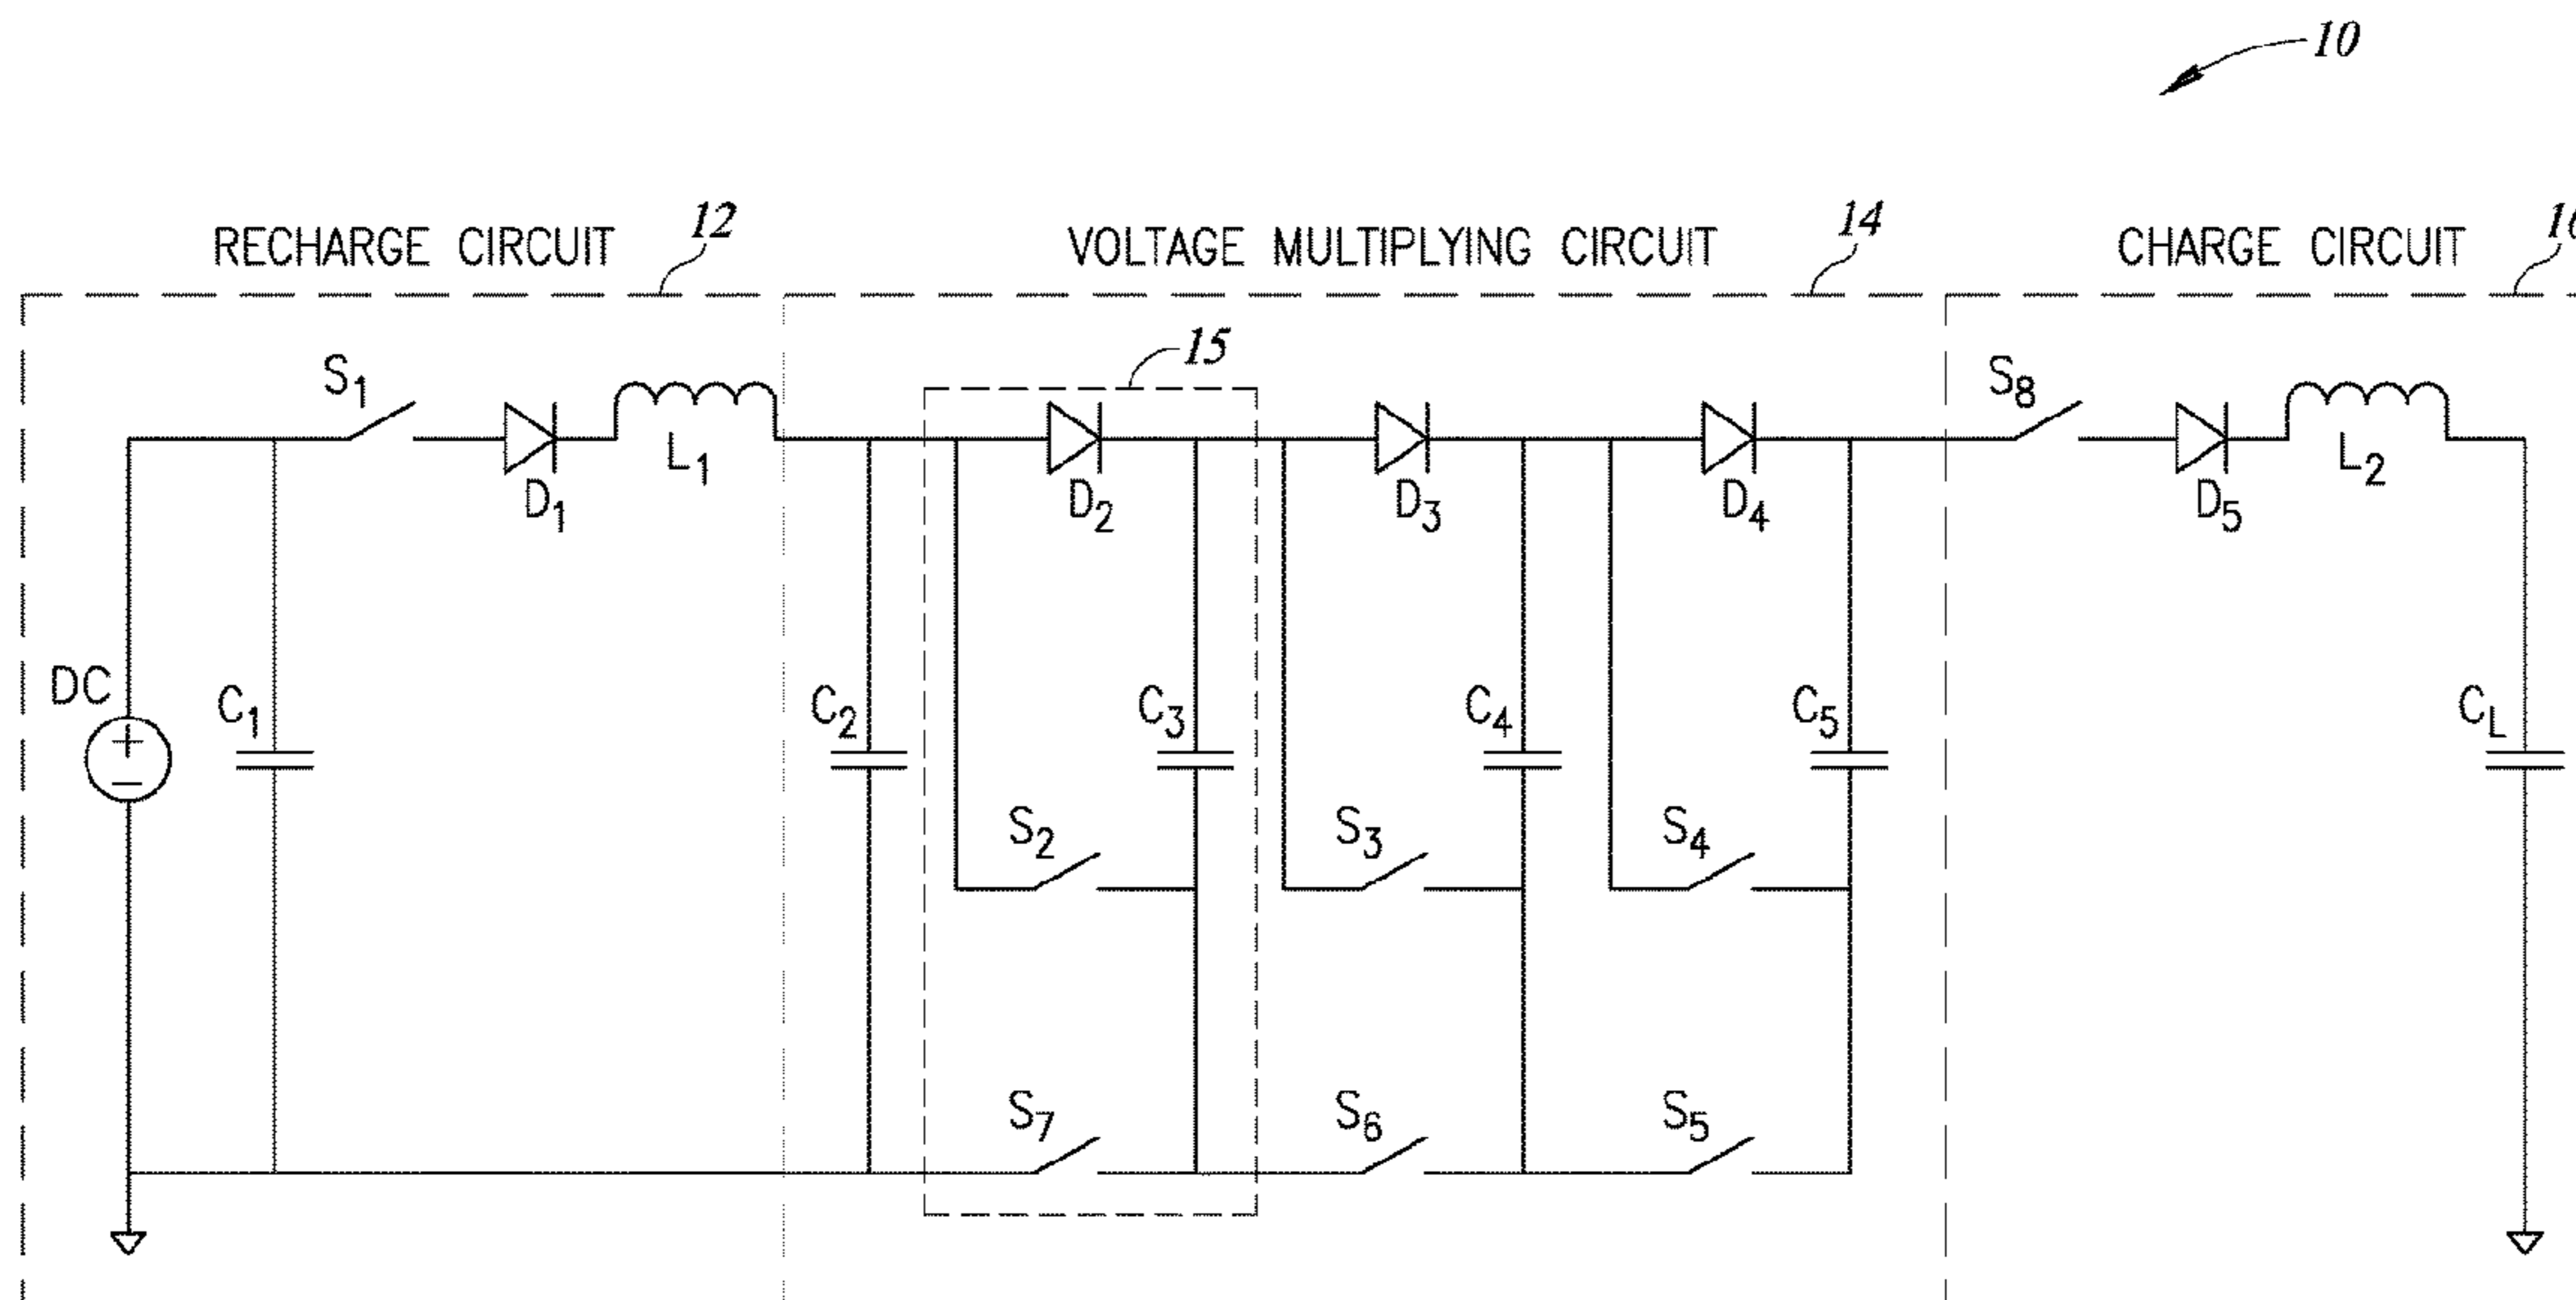 10
12 14 16
RECHARGE CIRCUIT VOLTAGE MULTIPLYING CIRCUIT CHARGE CIRCUIT
15
S1 S8
L1 L2
D1 D2 D3 D4 D5
DC C1 C2 C3 C4 C5 CL
+
−
S2 S3 S4
S7 S6 S5